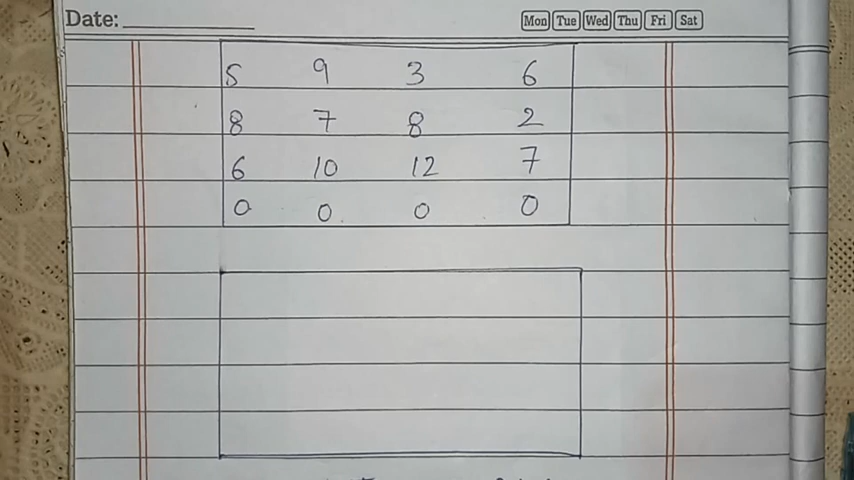 Date:
Mon Tue Wed Thu Fri Sat
5 9 3 6
8 7 8 2
6 10 12 7
0 0 0 0